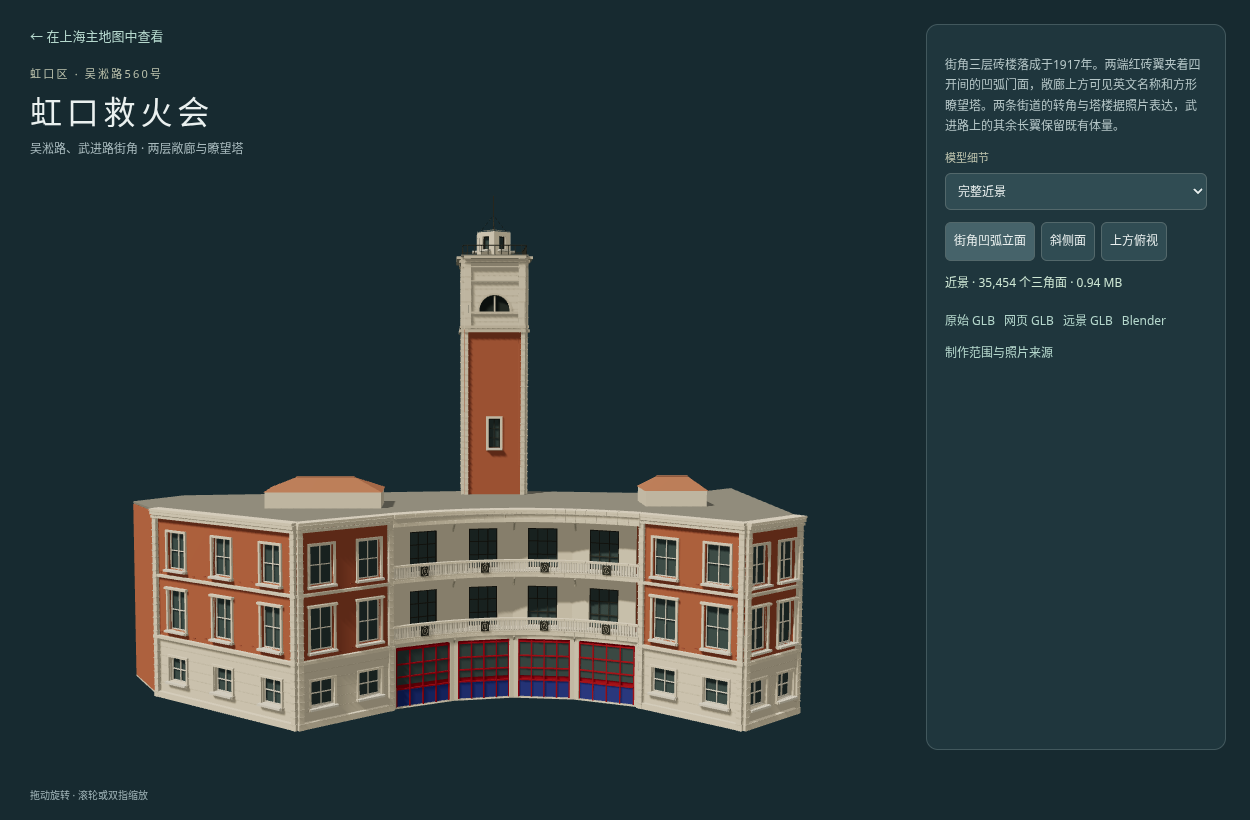 ← 在上海主地图中查看
虹口区 · 吴淞路560号
虹口救火会
吴淞路、武进路街角 · 两层敞廊与瞭望塔
街角三层砖楼落成于1917年。两端红砖翼夹着四
开间的凹弧门面，敞廊上方可见英文名称和方形
瞭望塔。两条街道的转角与塔楼据照片表达，武
进路上的其余长翼保留既有体量。
模型细节
完整近景
街角凹弧立面 斜侧面 上方俯视
近景 · 35,454 个三角面 · 0.94 MB
原始 GLB 网页 GLB 远景 GLB Blender
制作范围与照片来源
拖动旋转 · 滚轮或双指缩放